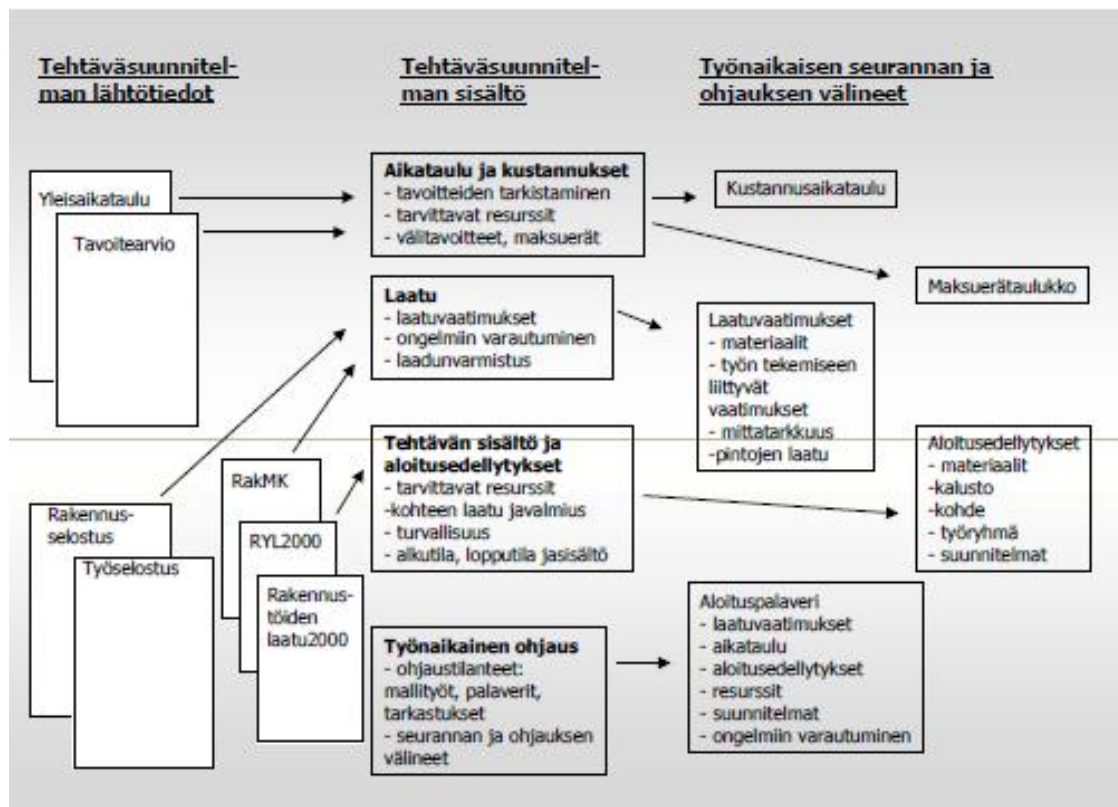 Tehtäväsuunnitel-
man lähtötiedot
Tehtäväsuunnitel-
man sisältö
Työnaikaisen seurannan ja
ohjauksen välineet
Yleisaikataulu
Tavoitearvio
Rakennus-
selostus
Työselostus
RakMK
RYL2000
Rakennus-
töiden
laatu2000
Aikataulu ja kustannukset
- tavoitteiden tarkistaminen
- tarvittavat resurssit
- välitavoitteet, maksuerät
Laatu
- laatuvaatimukset
- ongelmiin varautuminen
- laadunvarmistus
Tehtävän sisältö ja
aloitusedellytykset
- tarvittavat resurssit
-kohteen laatu javalmius
- turvallisuus
- alkutila, lopputila jasisältö
Työnaikainen ohjaus
- ohjaustilanteet:
mallityöt, palaverit,
tarkastukset
- seurannan ja ohjauksen
välineet
Kustannusaikataulu
Maksuerätaulukko
Laatuvaatimukset
- materiaalit
- työn tekemiseen
liittyvät
vaatimukset
- mittatarkkuus
-pintojen laatu
Aloitusedellytykset
- materiaalit
-kalusto
-kohde
- työryhmä
- suunnitelmat
Aloituspalaveri
- laatuvaatimukset
- aikataulu
- aloitusedellytykset
- resurssit
- suunnitelmat
- ongelmiin varautuminen